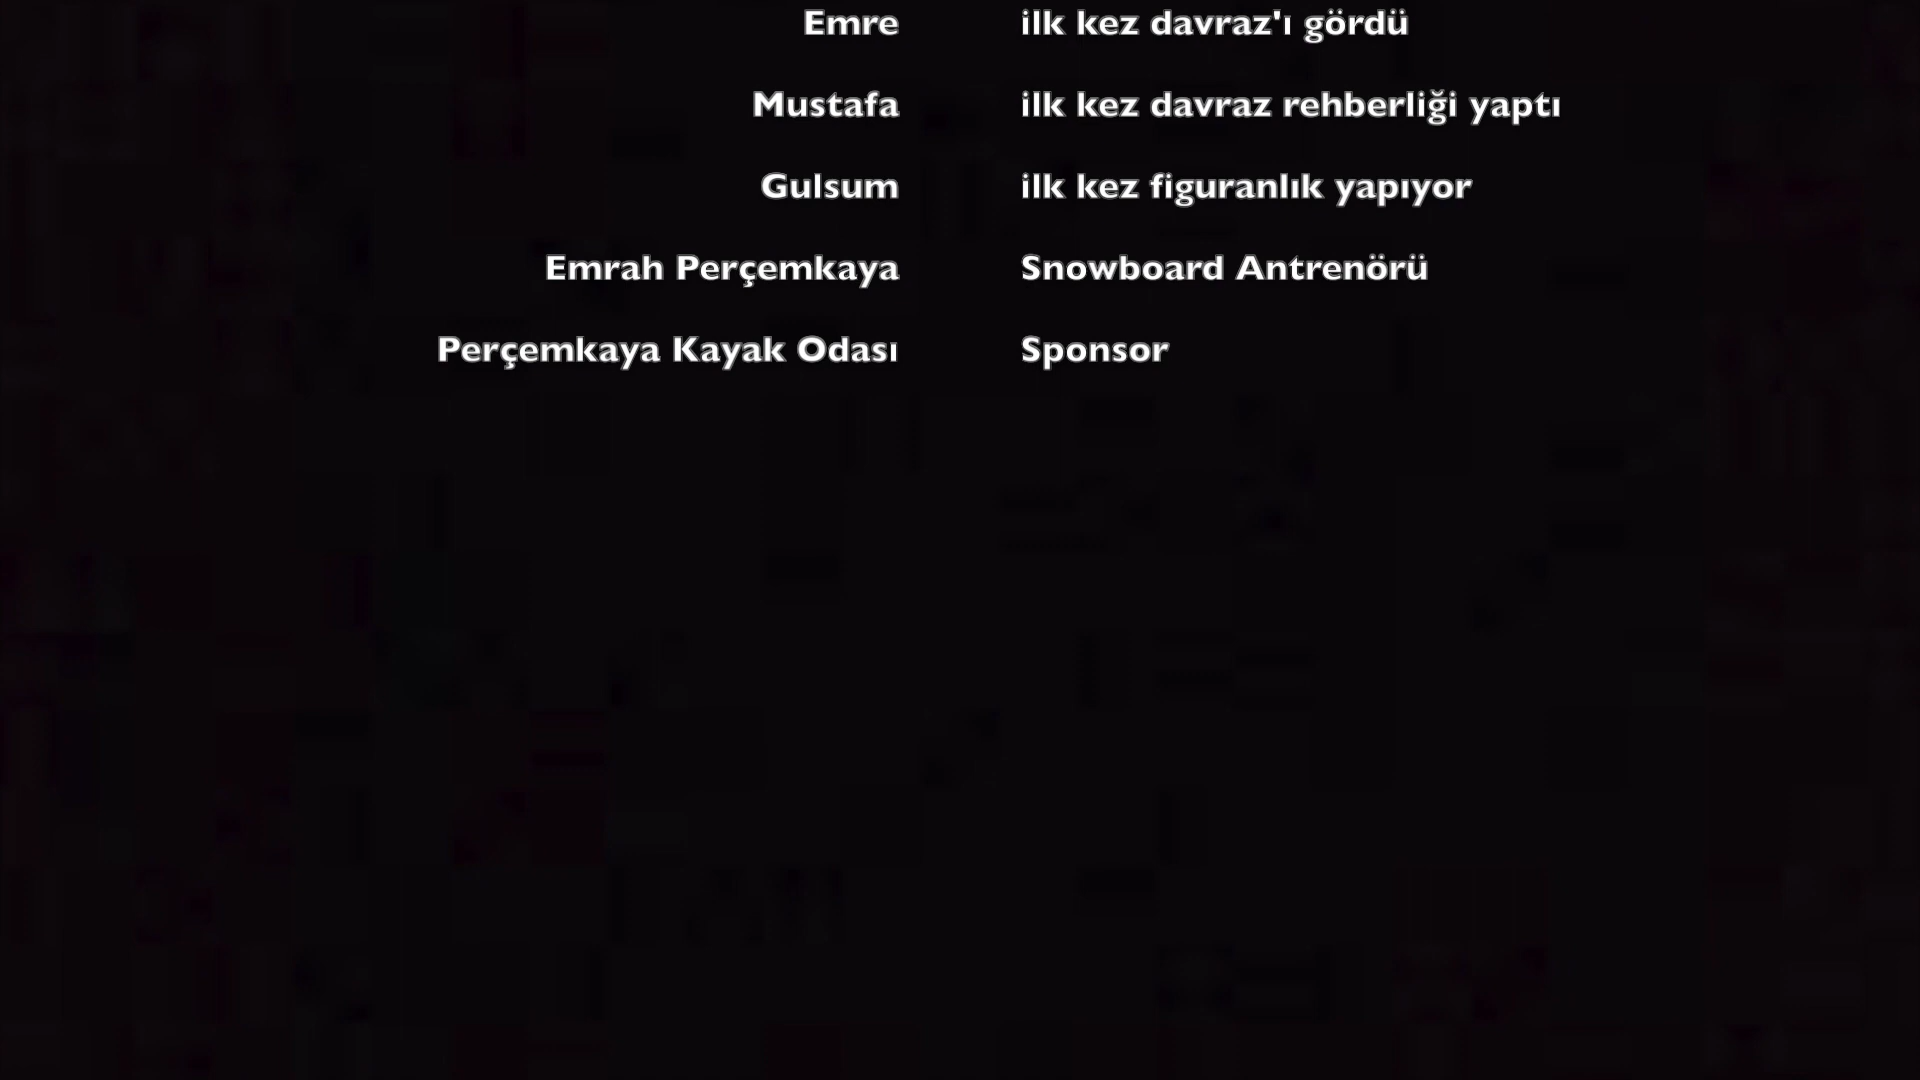 Emre ilk kez davraz'ı gördü
Mustafa ilk kez davraz rehberliği yaptı
Gulsum ilk kez figuranlık yapıyor
Emrah Perçemkaya Snowboard Antrenörü
Perçemkaya Kayak Odası Sponsor